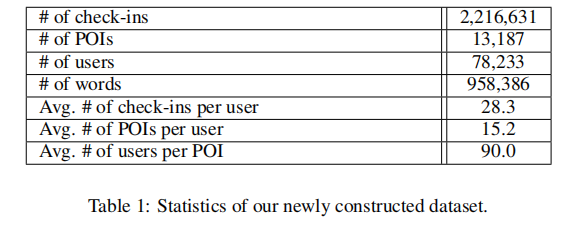 # of check-ins 2,216,631
# of POIs 13,187
# of users 78,233
# of words 958,386
Avg. # of check-ins per user 28.3
Avg. # of POIs per user 15.2
Avg. # of users per POI 90.0
Table 1: Statistics of our newly constructed dataset.